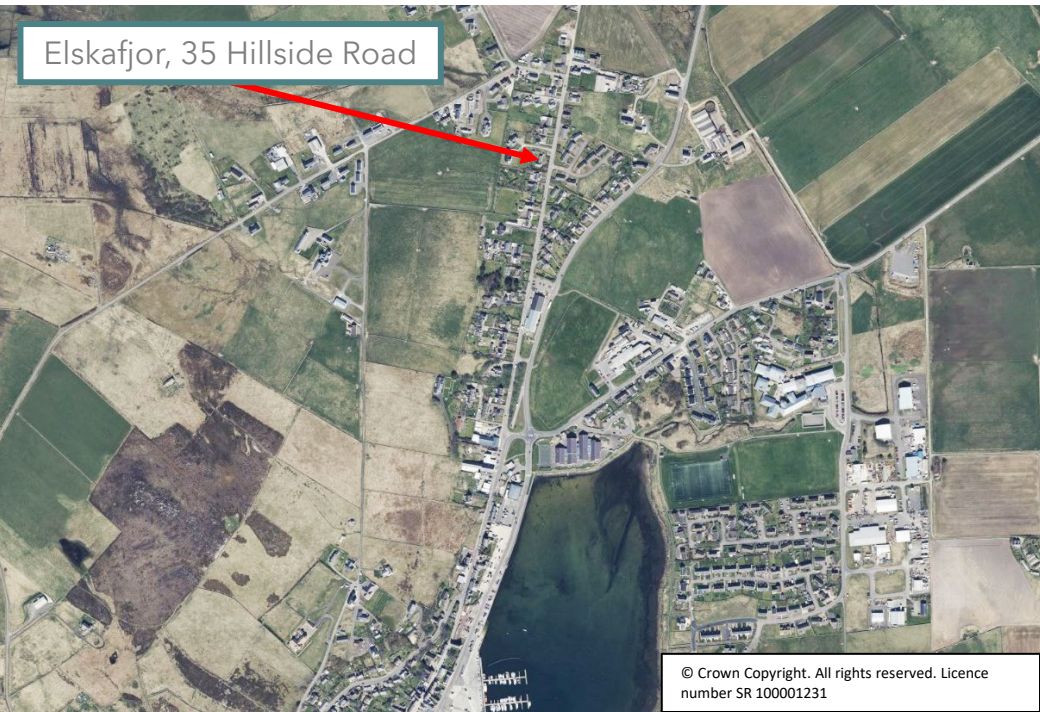 Elskafjor, 35 Hillside Road
© Crown Copyright. All rights reserved. Licence
number SR 100001231